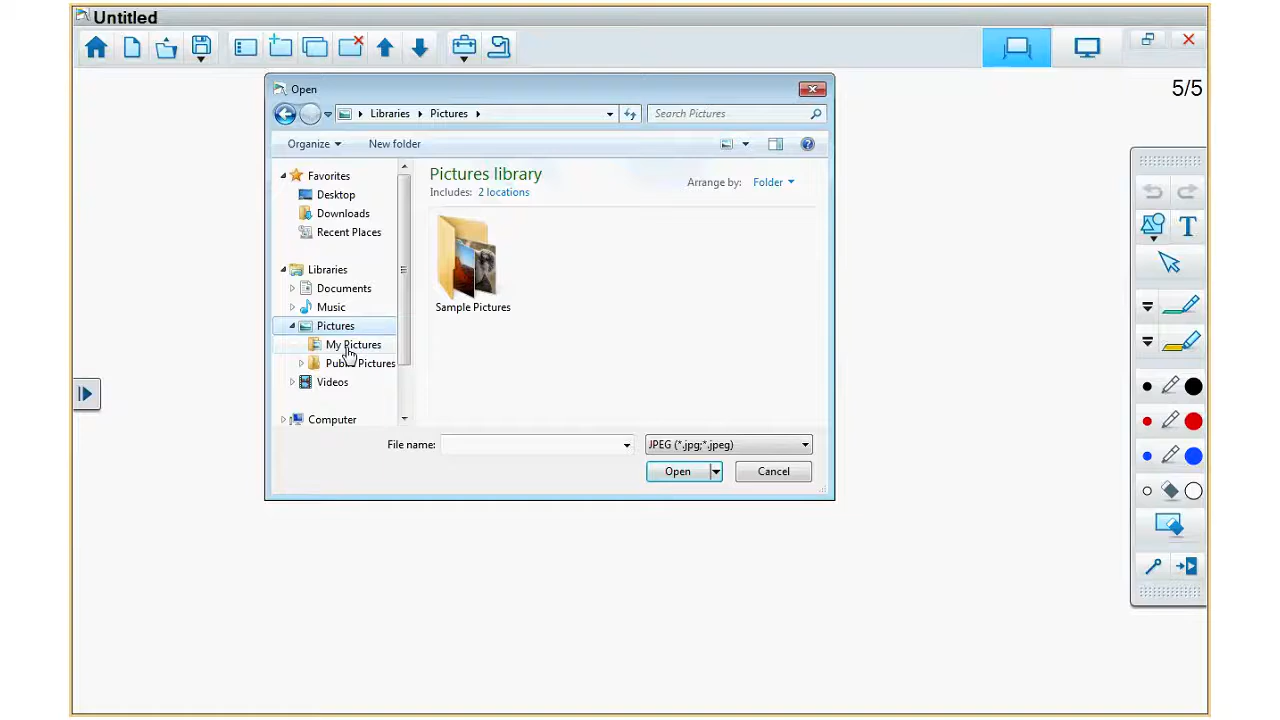 Untitled
5/5
Open
Libraries
Pictures
Search Pictures
Organize
New folder
Favorites
Desktop
Downloads
Recent Places
Libraries
Documents
Music
Pictures
My Pictures
Public Pictures
Videos
Computer
Pictures library
Includes: 2 locations
Arrange by: Folder
Sample Pictures
File name:
JPEG (*.jpg;*.jpeg)
Open
Cancel
T